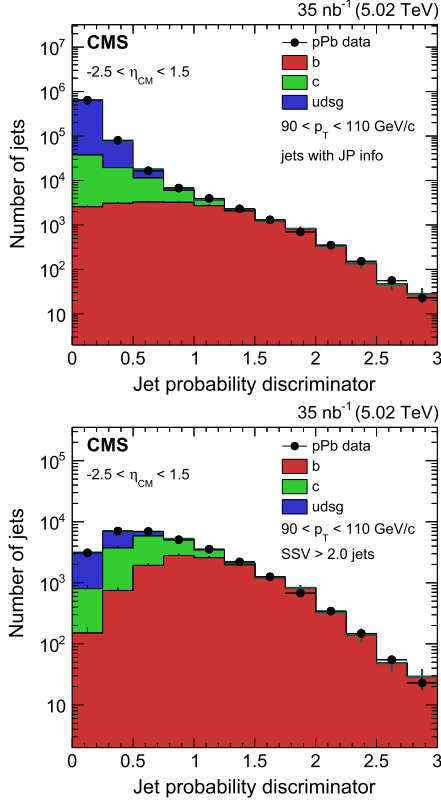 35 nb⁻¹ (5.02 TeV)
CMS
-2.5 < η_CM < 1.5
pPb data
b
c
udsg
90 < p_T < 110 GeV/c
jets with JP info
Number of jets
10⁷
10⁶
10⁵
10⁴
10³
10²
10
0 0.5 1 1.5 2 2.5 3
Jet probability discriminator
35 nb⁻¹ (5.02 TeV)
CMS
-2.5 < η_CM < 1.5
pPb data
b
c
udsg
90 < p_T < 110 GeV/c
SSV > 2.0 jets
Number of jets
10⁵
10⁴
10³
10²
10
0 0.5 1 1.5 2 2.5 3
Jet probability discriminator